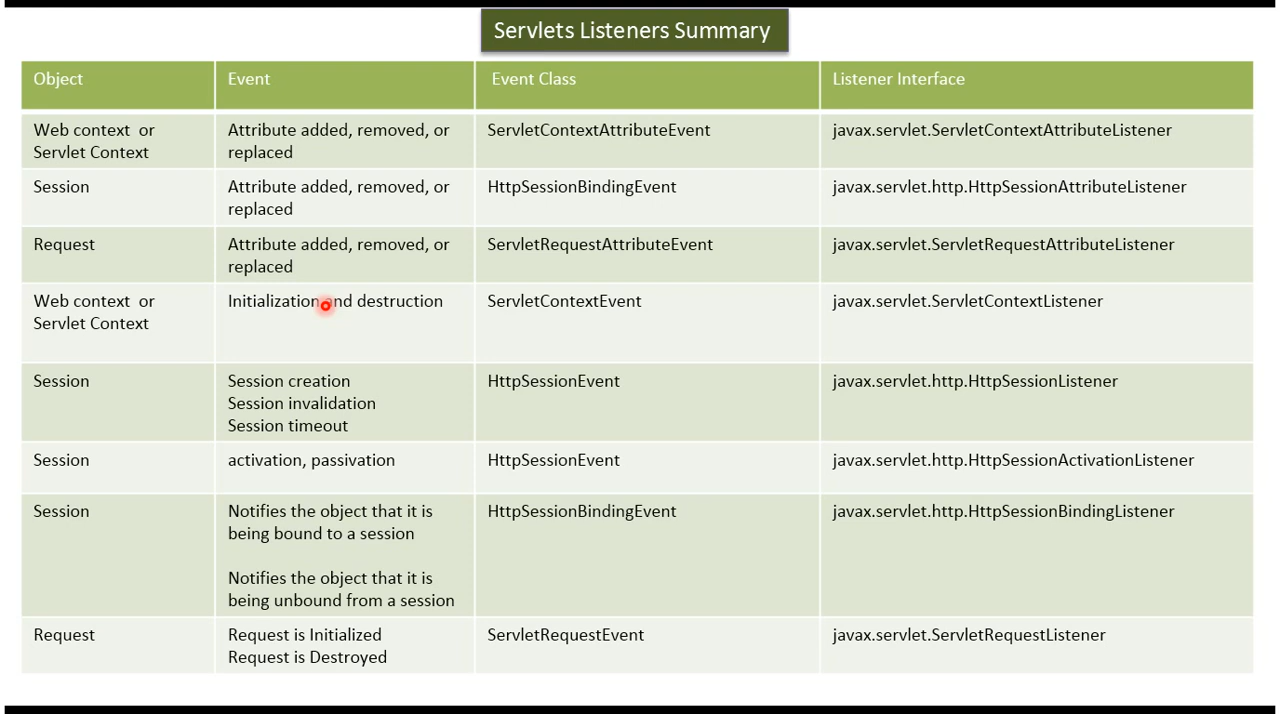 Servlets Listeners Summary
Object Event Event Class Listener Interface
Web context or Servlet Context Attribute added, removed, or replaced ServletContextAttributeEvent javax.servlet.ServletContextAttributeListener
Session Attribute added, removed, or replaced HttpSessionBindingEvent javax.servlet.http.HttpSessionAttributeListener
Request Attribute added, removed, or replaced ServletRequestAttributeEvent javax.servlet.ServletRequestAttributeListener
Web context or Servlet Context Initialization and destruction ServletContextEvent javax.servlet.ServletContextListener
Session Session creation Session invalidation Session timeout HttpSessionEvent javax.servlet.http.HttpSessionListener
Session activation, passivation HttpSessionEvent javax.servlet.http.HttpSessionActivationListener
Session Notifies the object that it is being bound to a session Notifies the object that it is being unbound from a session HttpSessionBindingEvent javax.servlet.http.HttpSessionBindingListener
Request Request is Initialized Request is Destroyed ServletRequestEvent javax.servlet.ServletRequestListener